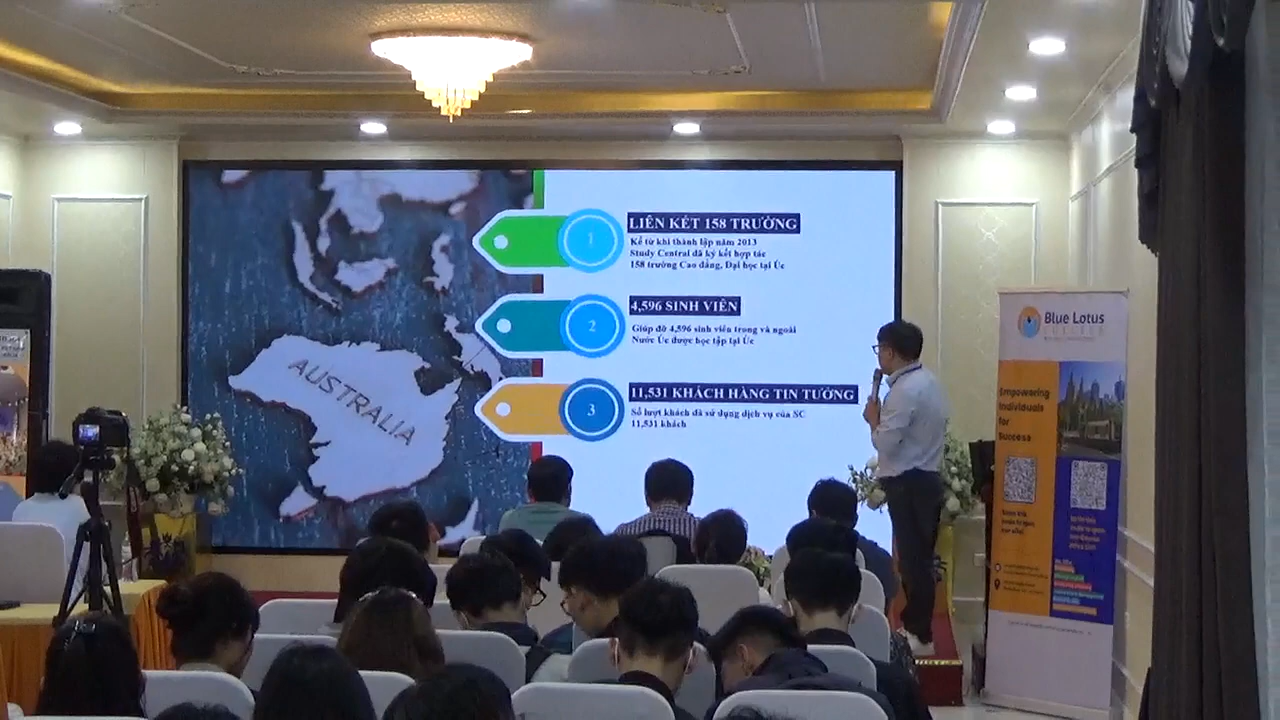 1
LIÊN KẾT 158 TRƯỜNG
Kể từ khi thành lập năm 2013
Study Central đã ký kết hợp tác
158 trường Cao đẳng, Đại học tại Úc
2
4,596 SINH VIÊN
Giúp đỡ 4,596 sinh viên trong và ngoài
Nước Úc được học tập tại Úc
3
11,531 KHÁCH HÀNG TIN TƯỞNG
Số lượt khách đã sử dụng dịch vụ của SC
11,531 khách
AUSTRALIA
Blue Lotus
COLLEGE
Empowering
Individuals
for
Success